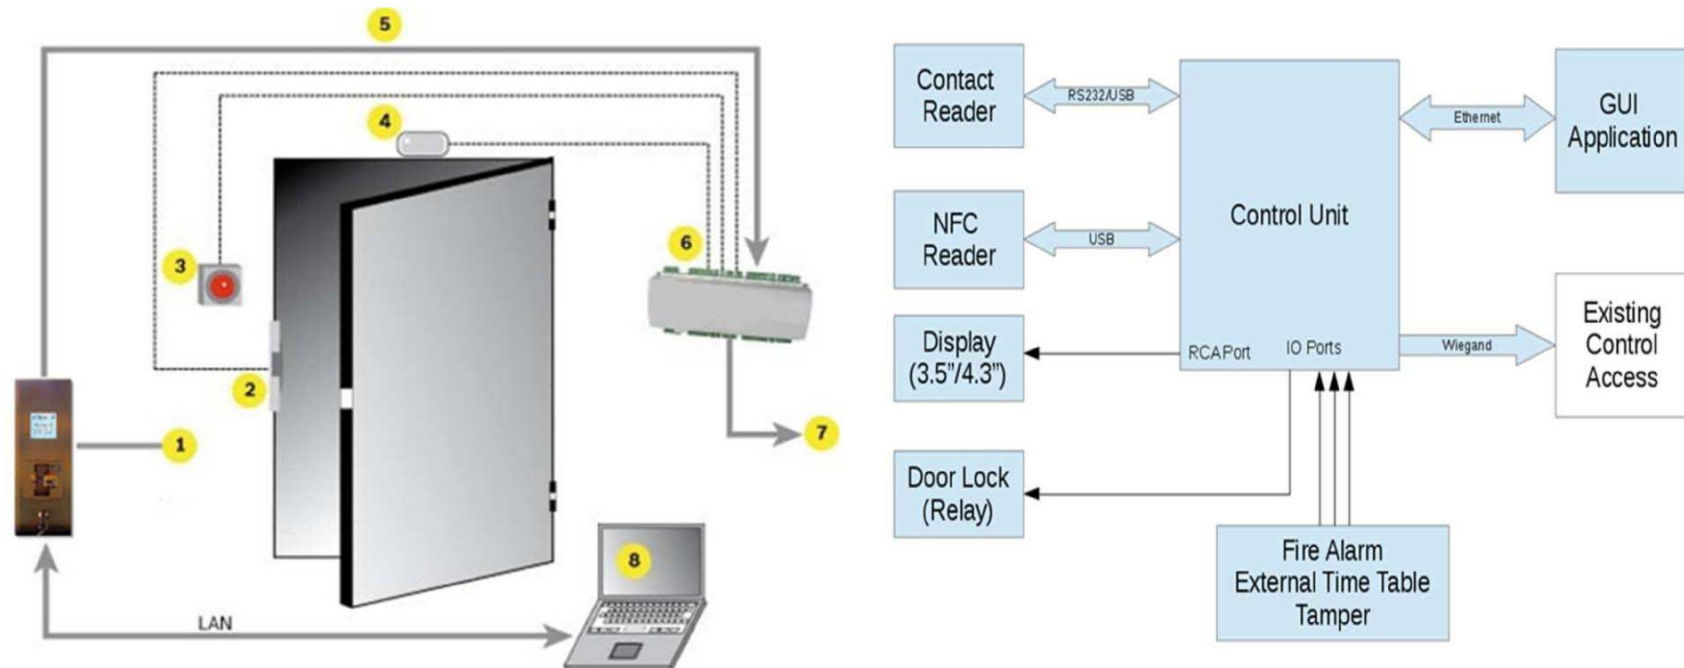 5
4
3
6
2
1
7
8
LAN
Contact
Reader
RS232/USB
Ethernet
GUI
Application
NFC
Reader
USB
Control Unit
Display
(3.5”/4.3”)
RCA Port
IO Ports
Wiegand
Existing
Control
Access
Door Lock
(Relay)
Fire Alarm
External Time Table
Tamper